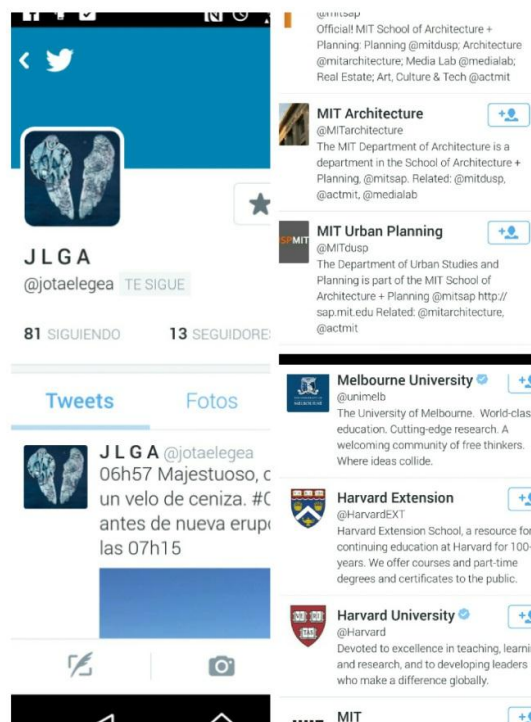 JLGA
@jotaelegea TE SIGUE
81 SIGUIENDO 13 SEGUIDORES
Tweets Fotos
JLGA @jotaelegea
06h57 Majestuoso,
un velo de ceniza.
antes de nueva
las 07h15
@mitsap
Official! MIT School of Architecture +
Planning: Planning @mitdusp; Architecture
@mitarchitecture; Media Lab @medialab;
Real Estate; Art, Culture & Tech @actmit
MIT Architecture
@MITarchitecture
The MIT Department of Architecture is a
department in the School of Architecture +
Planning, @mitsap. Related: @mitdusp,
@actmit, @medialab
SPMIT
MIT Urban Planning
@MITdusp
The Department of Urban Studies and
Planning is part of the MIT School of
Architecture + Planning @mitsap http://
sap.mit.edu Related: @mitarchitecture,
@actmit
MELBOURNE
Melbourne University
@unimelb
The University of Melbourne. World-class
education. Cutting-edge research. A
welcoming community of free thinkers.
Where ideas collide.
Harvard Extension
@HarvardEXT
Harvard Extension School, a resource for
continuing education at Harvard for 100+
years. We offer courses and part-time
degrees and certificates to the public.
VE RI TAS
Harvard University
@Harvard
Devoted to excellence in teaching, learning
and research, and to developing leaders
who make a difference globally.
MIT